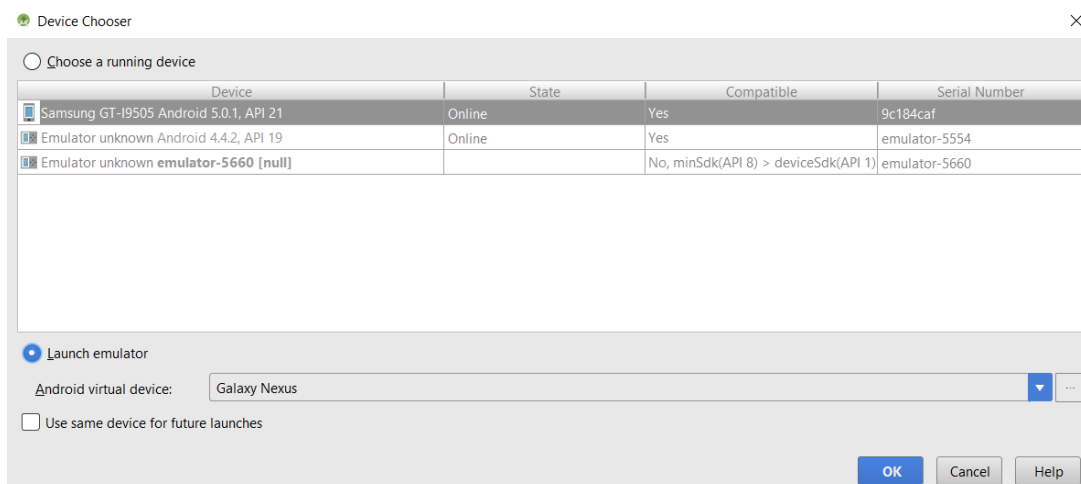 Device Chooser
Choose a running device
Device State Compatible Serial Number
Samsung GT-I9505 Android 5.0.1, API 21 Online Yes 9c184caf
Emulator unknown Android 4.4.2, API 19 Online Yes emulator-5554
Emulator unknown emulator-5660 [null] No, minSdk(API 8) > deviceSdk(API 1) emulator-5660
Launch emulator
Android virtual device: Galaxy Nexus ...
Use same device for future launches
OK Cancel Help